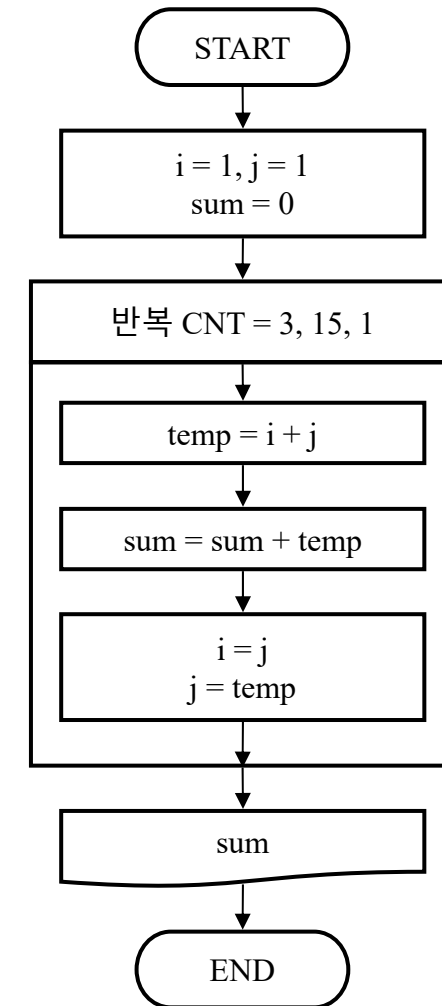 START
i = 1, j = 1
sum = 0
반복 CNT = 3, 15, 1
temp = i + j
sum = sum + temp
i = j
j = temp
sum
END